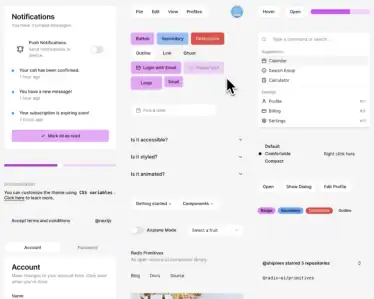 Notifications
You have 3 unread messages.
Push Notifications
Send notifications to device.
Your call has been confirmed.
1 hour ago
You have a new message!
1 hour ago
Your subscription is expiring soon!
2 hours ago
Mark all as read
You can customize the theme using CSS variables.
Click here to learn more.
Accept terms and conditions
Account
Password
Account
Make changes to your account here. Click save when you're done.
Name
File Edit View Profiles
Button
Secondary
Destructive
Outline
Link
Ghost
Login with Email
Please wait
Large
Small
Pick a date
Is it accessible?
Is it styled?
Is it animated?
Getting started
Components
Airplane Mode
Select a fruit
Radix Primitives
An open-source UI component library.
Blog
Docs
Source
Hover
Open
Type a command or search...
Suggestions
Calendar
Search Emoji
Calculator
Settings
Profile
Billing
Settings
Default
Comfortable
Compact
Right click here
Open
Show Dialog
Edit Profile
Badge
Secondary
Destructive
Outline
@radix-ui/primitives